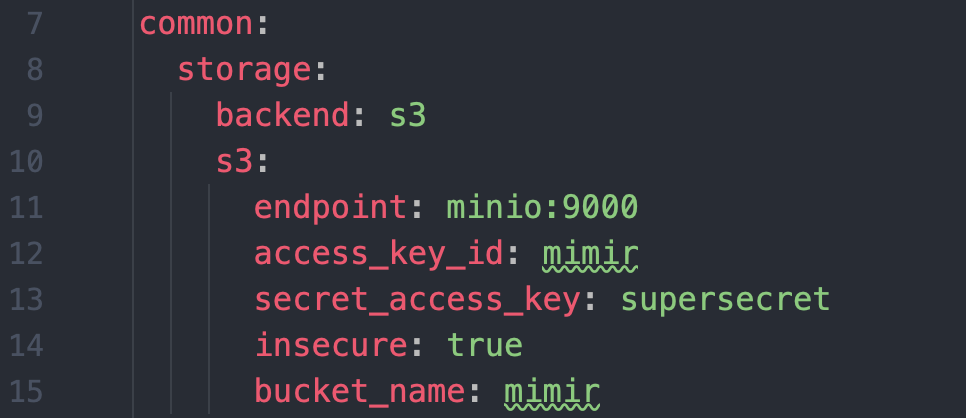 7 common:
8 storage:
9 backend: s3
10 s3:
11 endpoint: minio:9000
12 access_key_id: mimir
13 secret_access_key: supersecret
14 insecure: true
15 bucket_name: mimir